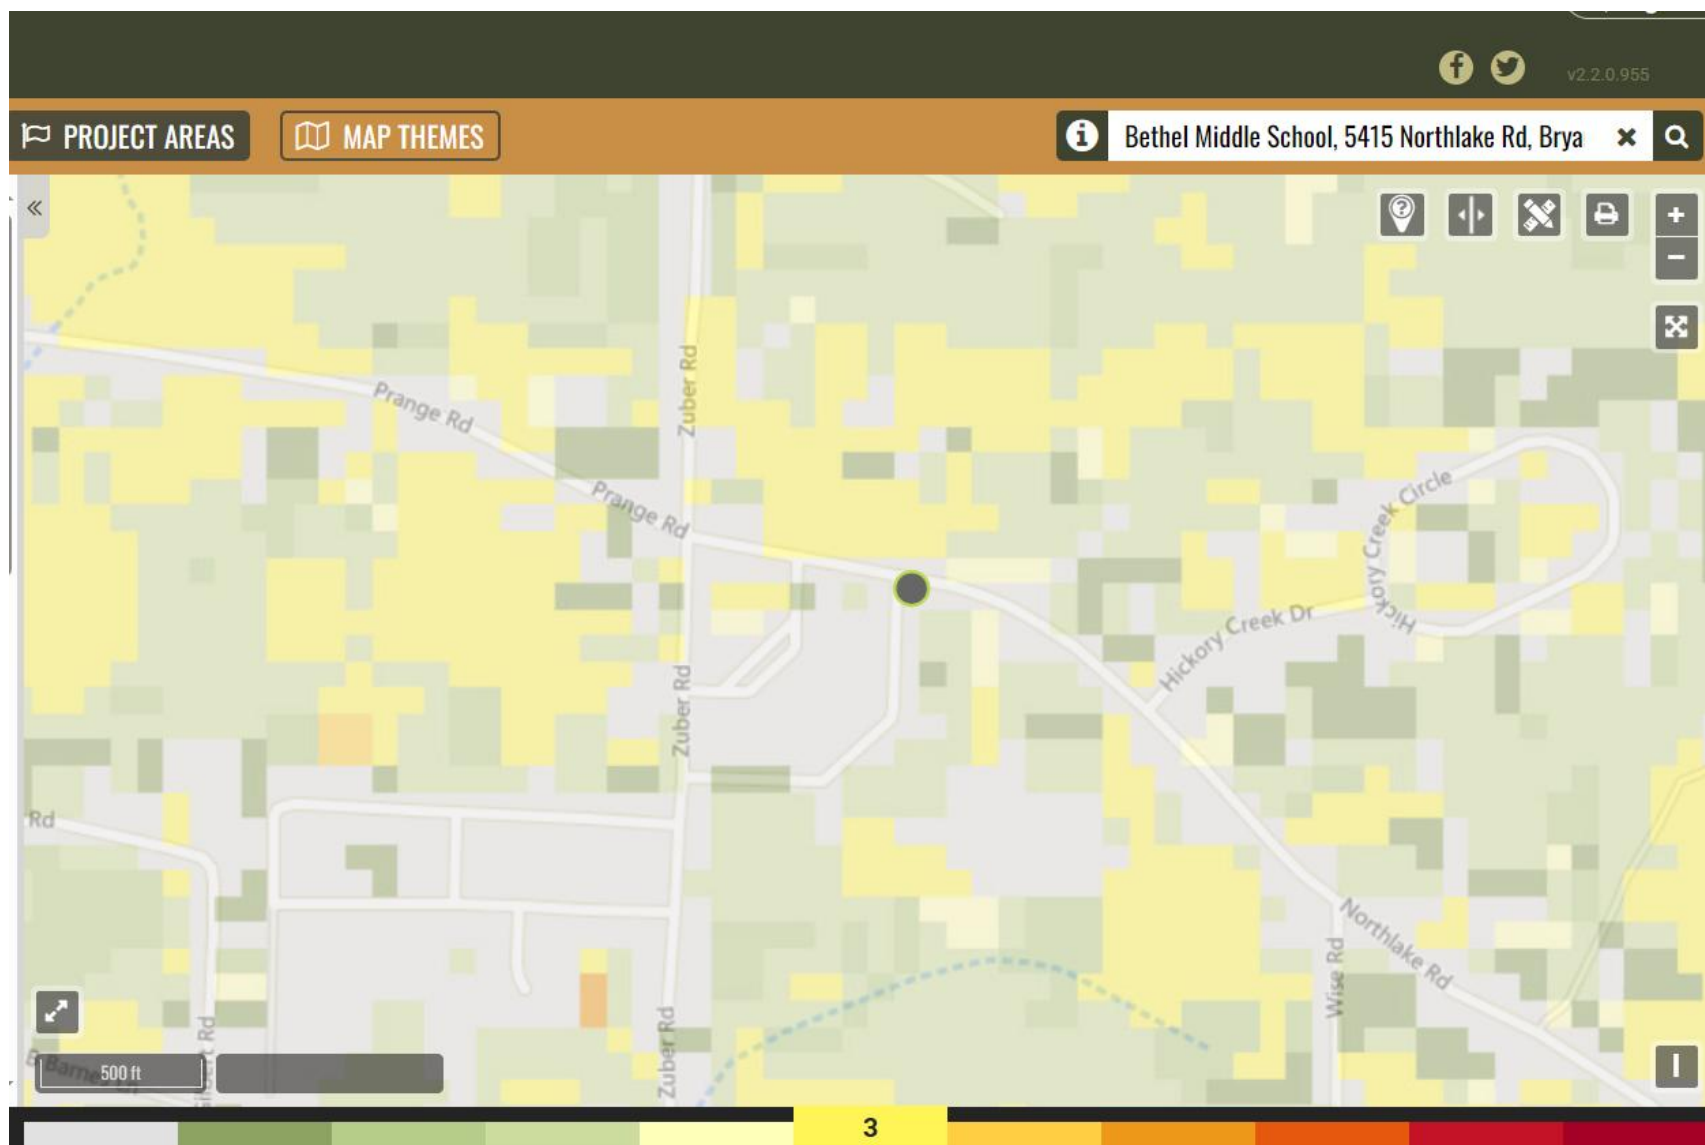 v2.2.0.955
PROJECT AREAS
MAP THEMES
Bethel Middle School, 5415 Northlake Rd, Brya
Zuber Rd
Prange Rd
Prange Rd
Hickory Creek Circle
Hickory Creek Dr
Hick
Zuber Rd
Rd
Northlake Rd
Wise Rd
Zuber Rd
500 ft
3